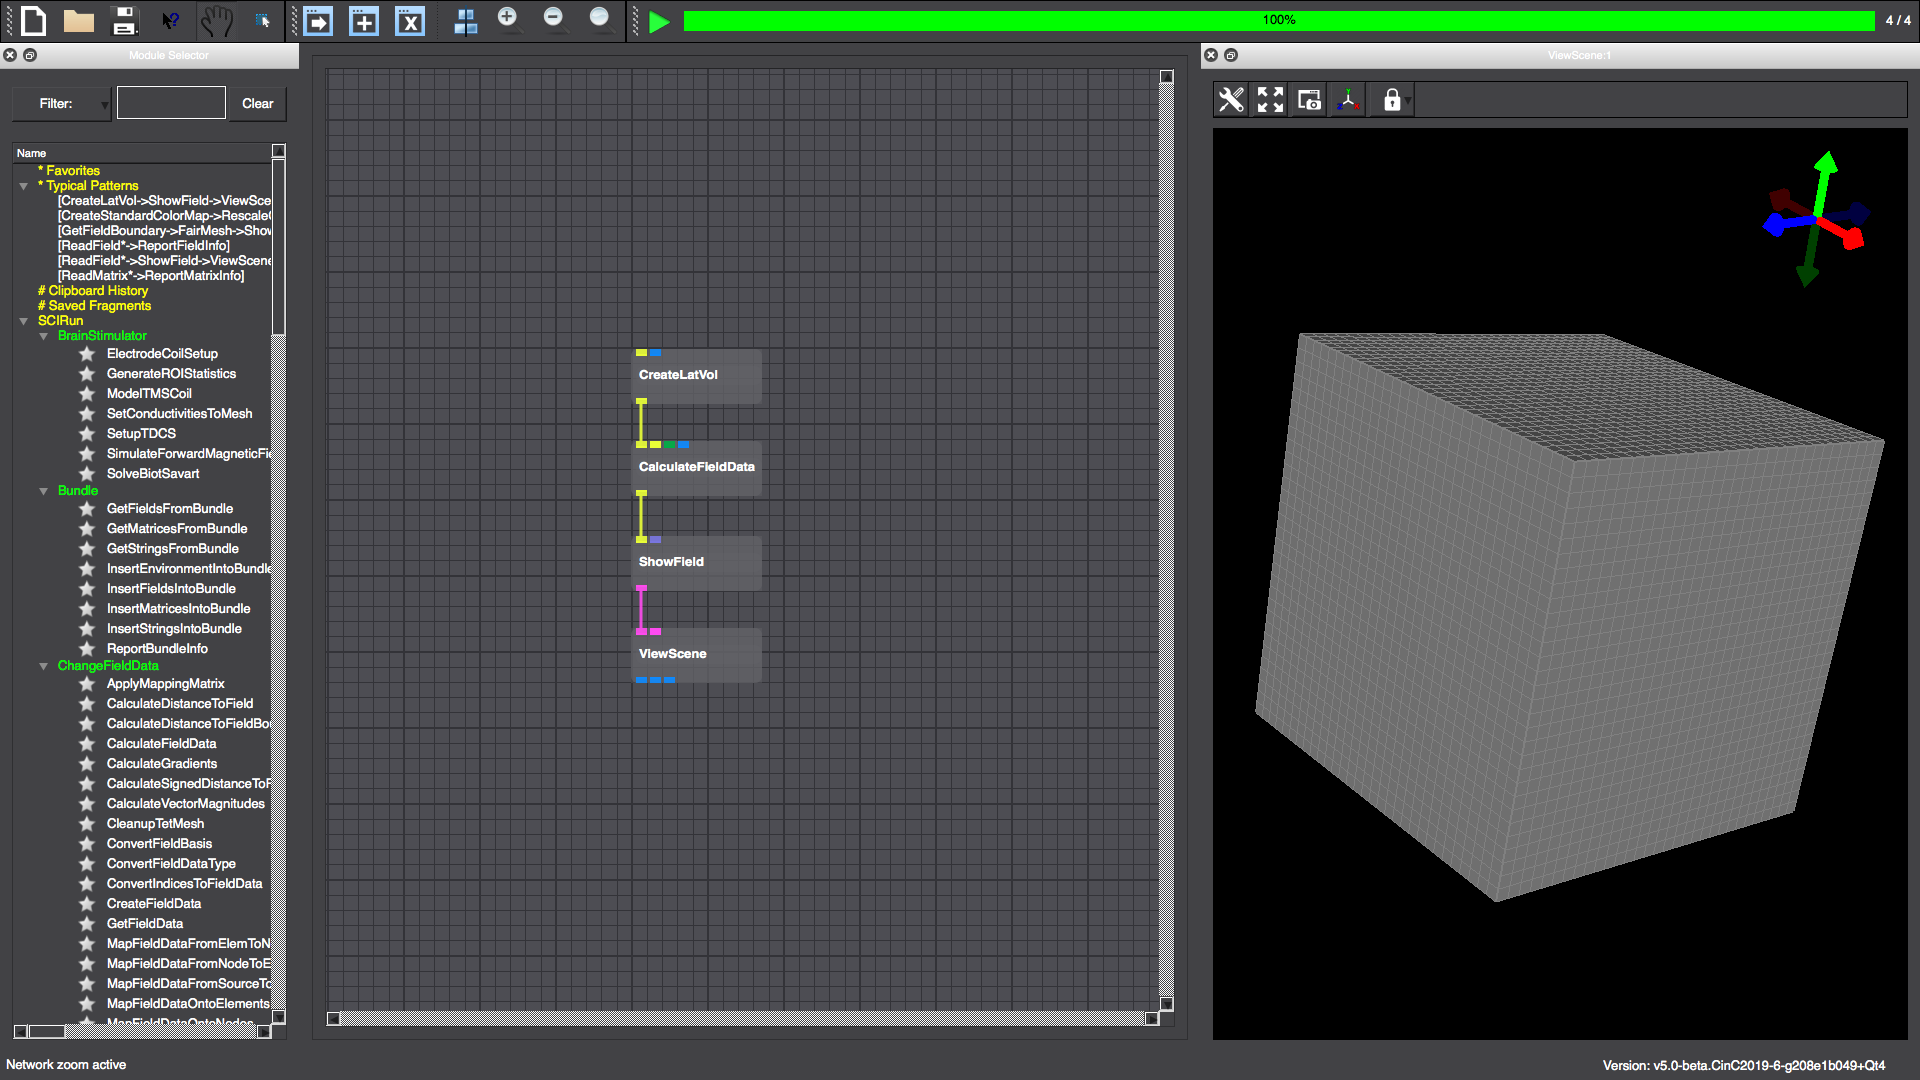 100%
4 / 4
Module Selector
ViewScene:1
Filter:
Clear
Name
* Favorites
* Typical Patterns
[CreateLatVol->ShowField->ViewSce
[CreateStandardColorMap->Rescale
[GetFieldBoundary->FairMesh->Shov
[ReadField*->ReportFieldInfo]
[ReadField*->ShowField->ViewScene
[ReadMatrix*->ReportMatrixInfo]
# Clipboard History
# Saved Fragments
SCIRun
BrainStimulator
ElectrodeCoilSetup
GenerateROIStatistics
ModelTMSCoil
SetConductivitiesToMesh
SetupTDCS
SimulateForwardMagneticFie
SolveBiotSavart
Bundle
GetFieldsFromBundle
GetMatricesFromBundle
GetStringsFromBundle
InsertEnvironmentIntoBundle
InsertFieldsIntoBundle
InsertMatricesIntoBundle
InsertStringsIntoBundle
ReportBundleInfo
ChangeFieldData
ApplyMappingMatrix
CalculateDistanceToField
CalculateDistanceToFieldBou
CalculateFieldData
CalculateGradients
CalculateSignedDistanceToF
CalculateVectorMagnitudes
CleanupTetMesh
ConvertFieldBasis
ConvertFieldDataType
ConvertIndicesToFieldData
CreateFieldData
GetFieldData
MapFieldDataFromElemToN
MapFieldDataFromNodeToE
MapFieldDataFromSourceTo
MapFieldDataOntoElements
MapFieldDataOntoNodes
CreateLatVol
CalculateFieldData
ShowField
ViewScene
Network zoom active
Version: v5.0-beta.CinC2019-6-g208e1b049+Qt4